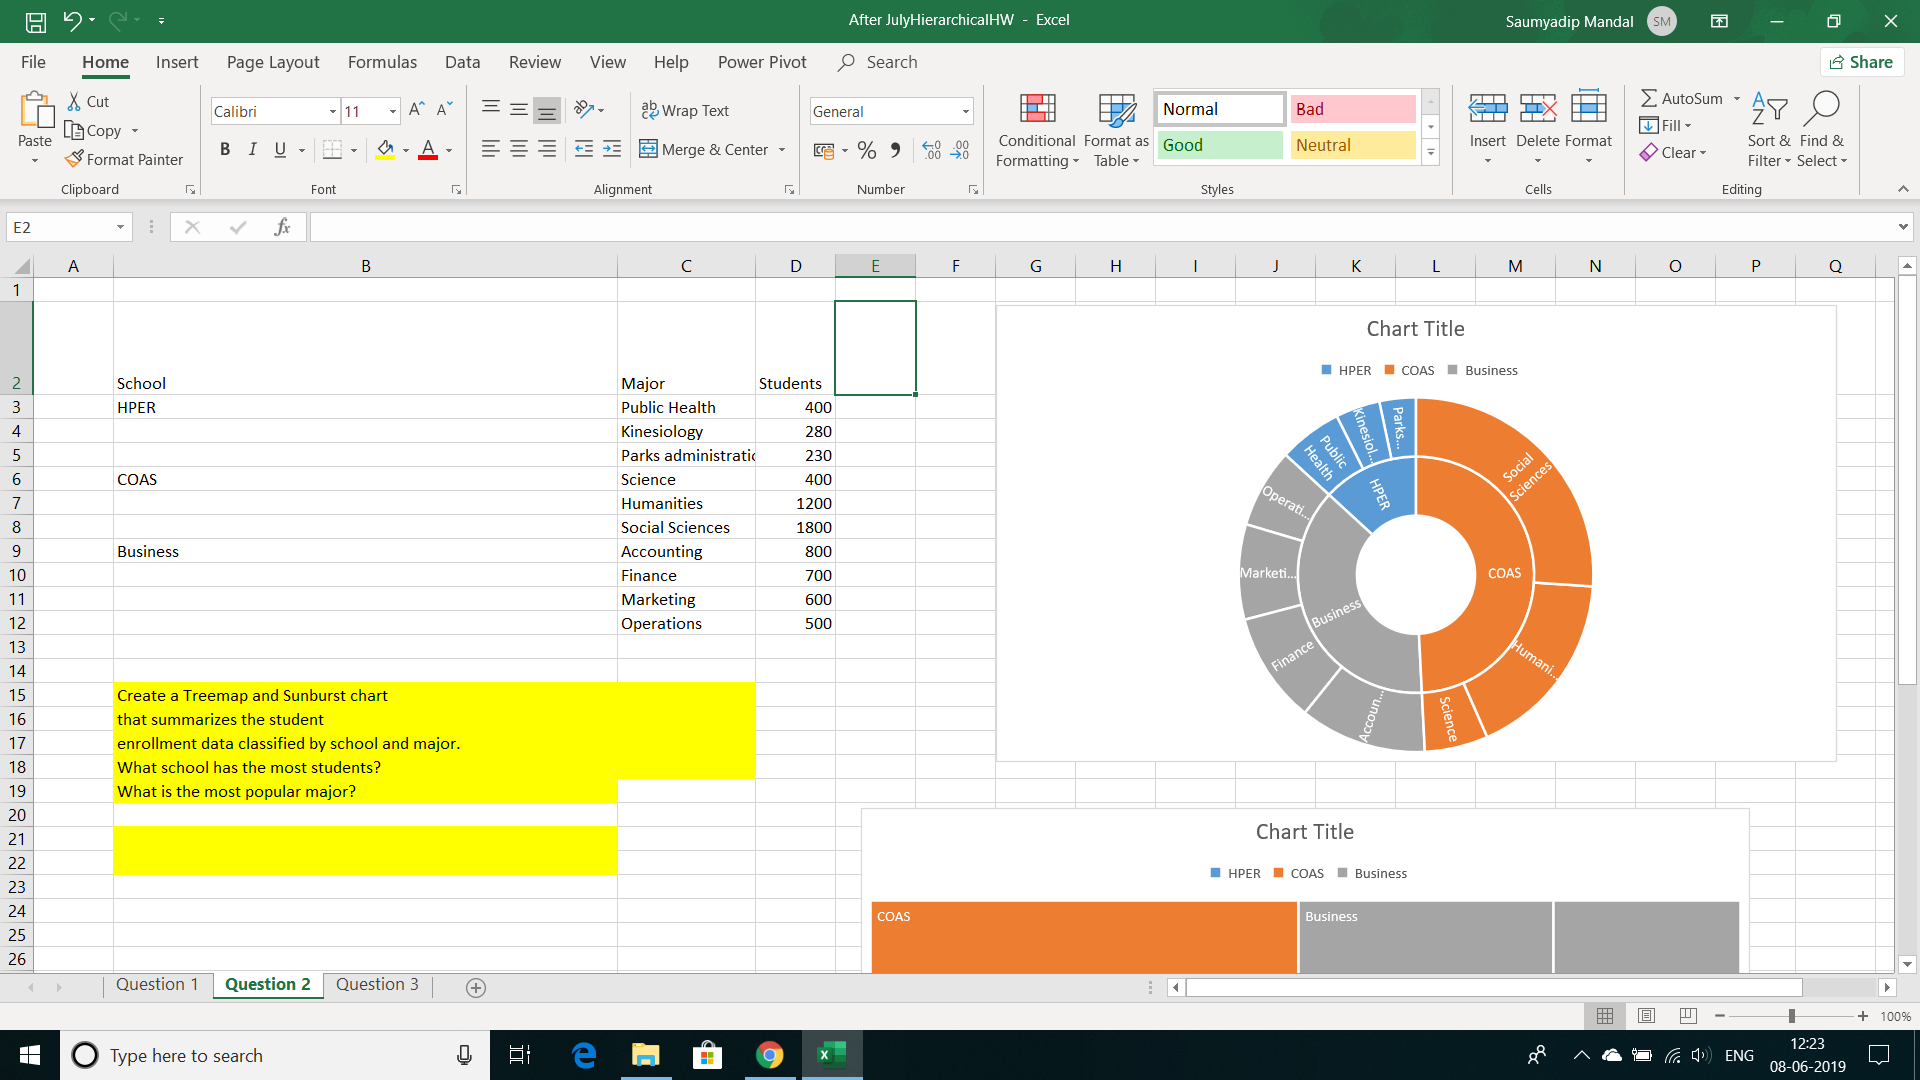 After JulyHierarchicalHW - Excel
Saumyadip Mandal SM
File Home Insert Page Layout Formulas Data Review View Help Power Pivot Search Share
Paste
Cut
Copy
Format Painter
Clipboard
Calibri 11
B I U
Font
Wrap Text
Merge & Center
Alignment
General
Number
Conditional Formatting
Format as Table
Normal Bad
Good Neutral
Styles
Insert Delete Format
Cells
AutoSum
Fill
Clear
Sort & Filter
Find & Select
Editing
E2 fx
A B C D E F G H I J K L M N O P Q
1
2 School Major Students
3 HPER Public Health 400
4 Kinesiology 280
5 Parks administratic
6 COAS Science 400
7 Humanities 1200
8 Social Sciences 1800
9 Business Accounting 800
10 Finance 700
11 Marketing 600
12 Operations 500
13
14
15 Create a Treemap and Sunburst chart
16 that summarizes the student
17 enrollment data classified by school and major.
18 What school has the most students?
19 What is the most popular major?
20
21
22
23
24
25
26
230
Chart Title
HPER COAS Business
Parks...
Kinesiol...
Public Health
HPER
Operati...
Marketi...
Business
Finance
Accoun...
Social Sciences
COAS
Humani...
Science
Chart Title
HPER COAS Business
COAS Business
Question 1 Question 2 Question 3
100%
Type here to search
ENG
12:23
08-06-2019